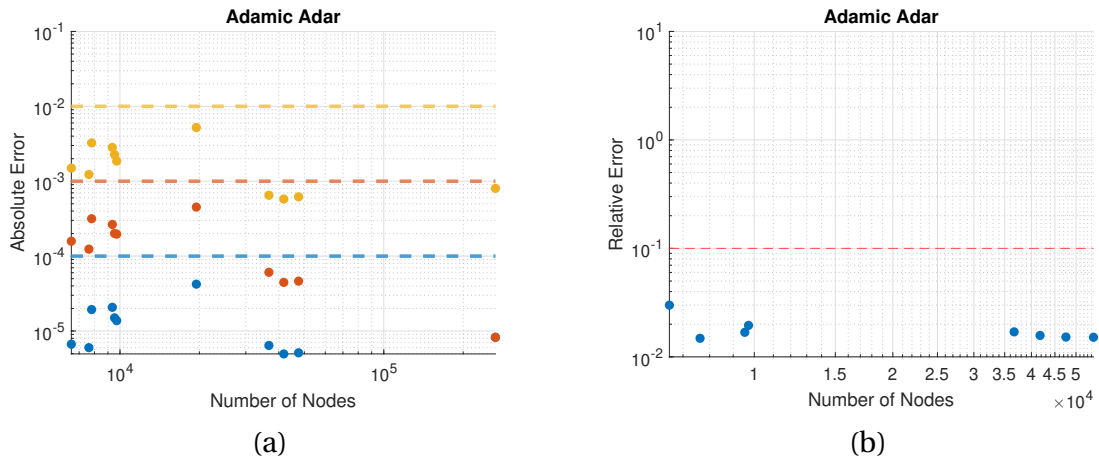 Adamic Adar
10^-1
10^-2
10^-3
10^-4
10^-5
Absolute Error
10^4
10^5
Number of Nodes
(a)
Adamic Adar
10^1
10^0
10^-1
10^-2
Relative Error
1 1.5 2 2.5 3 3.5 4 4.5 5
×10^4
Number of Nodes
(b)